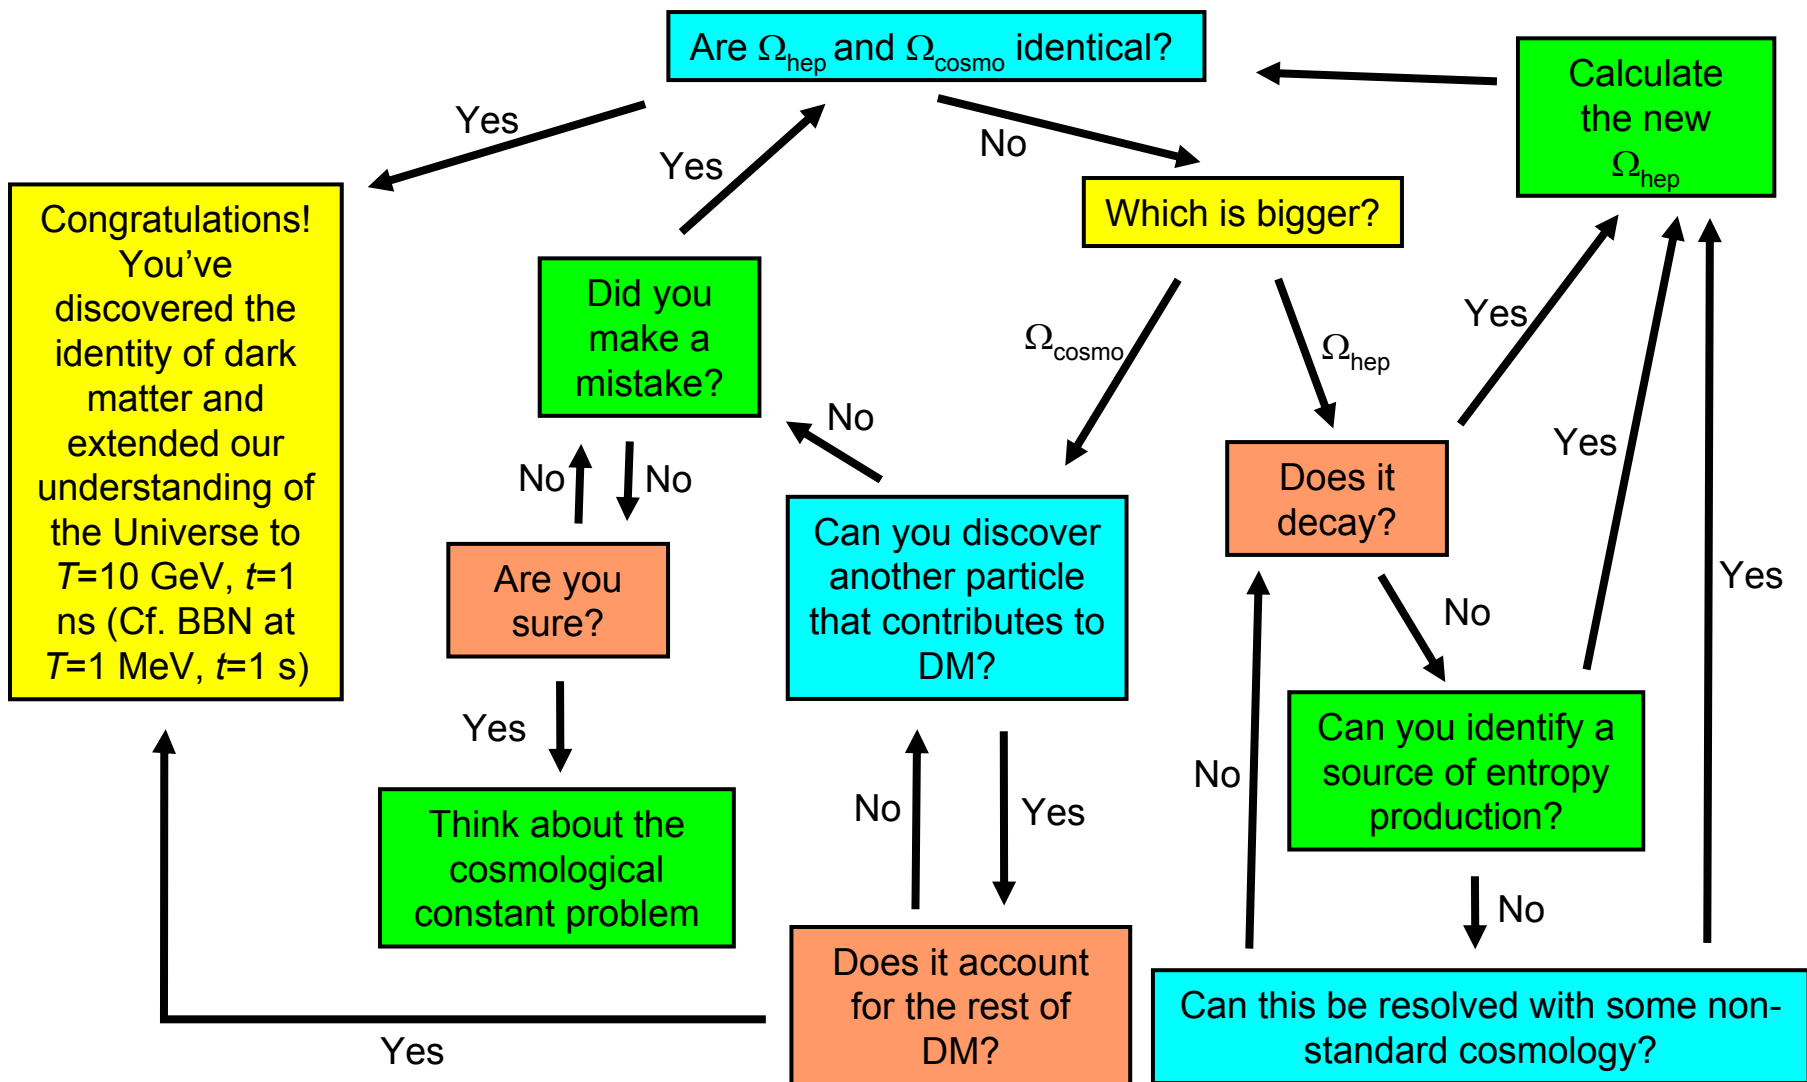 Are Ωhep and Ωcosmo identical?
Calculate
the new
Ωhep
Yes
Yes
No
Which is bigger?
Congratulations!
You’ve
discovered the
identity of dark
matter and
extended our
understanding of
the Universe to
T=10 GeV, t=1
ns (Cf. BBN at
T=1 MeV, t=1 s)
Did you
make a
mistake?
Ωcosmo
Ωhep
Yes
No
Yes
No
No
Does it
decay?
Can you discover
another particle
that contributes to
DM?
Are you
sure?
Yes
No
Yes
Can you identify a
source of entropy
production?
No
No
Yes
Think about the
cosmological
constant problem
No
Does it account
for the rest of
DM?
Can this be resolved with some non-
standard cosmology?
Yes